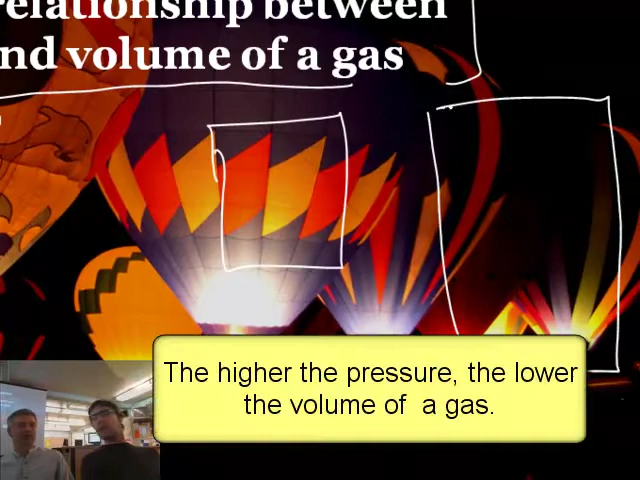 relationship between
nd volume of a gas
The higher the pressure, the lower
the volume of  a gas.